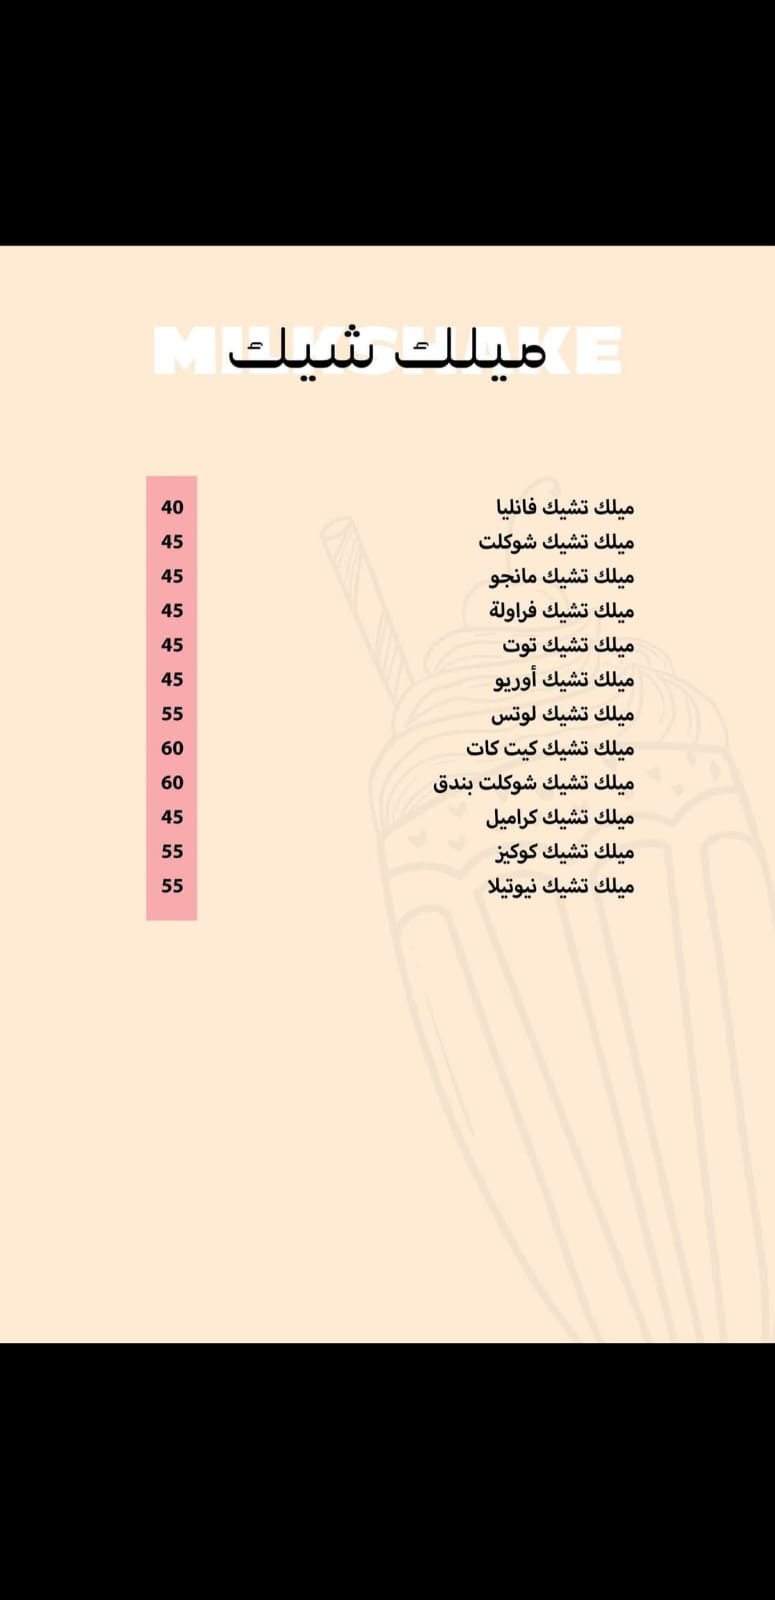 MILKSHAKE
ميلك شيك
ميلك تشيك فانليا 40
ميلك تشيك شوكلت 45
ميلك تشيك مانجو 45
ميلك تشيك فراولة 45
ميلك تشيك توت 45
ميلك تشيك أوريو 45
ميلك تشيك لوتس 55
ميلك تشيك كيت كات 60
ميلك تشيك شوكلت بندق 60
ميلك تشيك كراميل 45
ميلك تشيك كوكيز 55
ميلك تشيك نيوتيلا 55